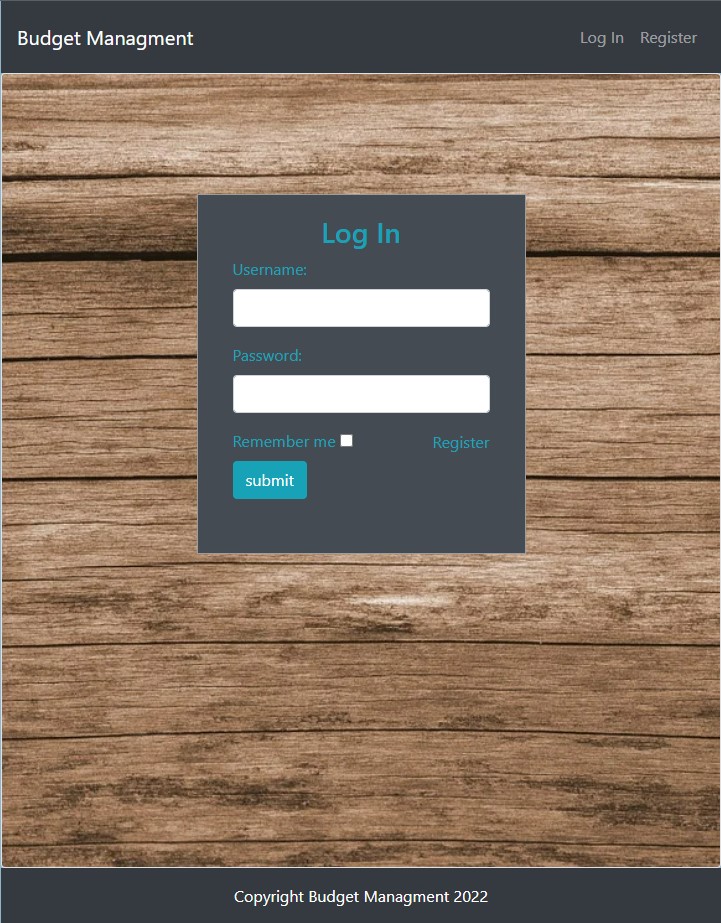 Budget Managment
Log In Register
Log In
Username:
Password:
Remember me Register
submit
Copyright Budget Managment 2022